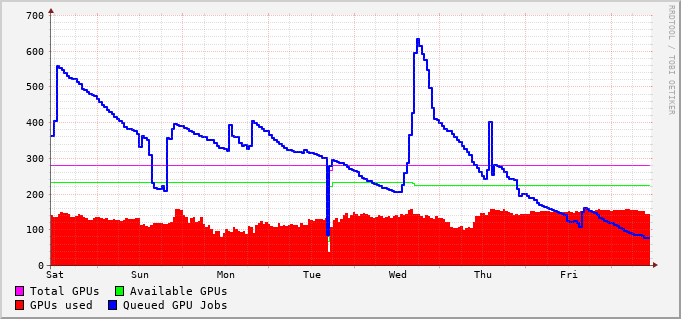 700
600
500
400
300
200
100
0
Sat Sun Mon Tue Wed Thu Fri
Total GPUs Available GPUs
GPUs used Queued GPU Jobs
RRDTOOL / TOBI OETIKER